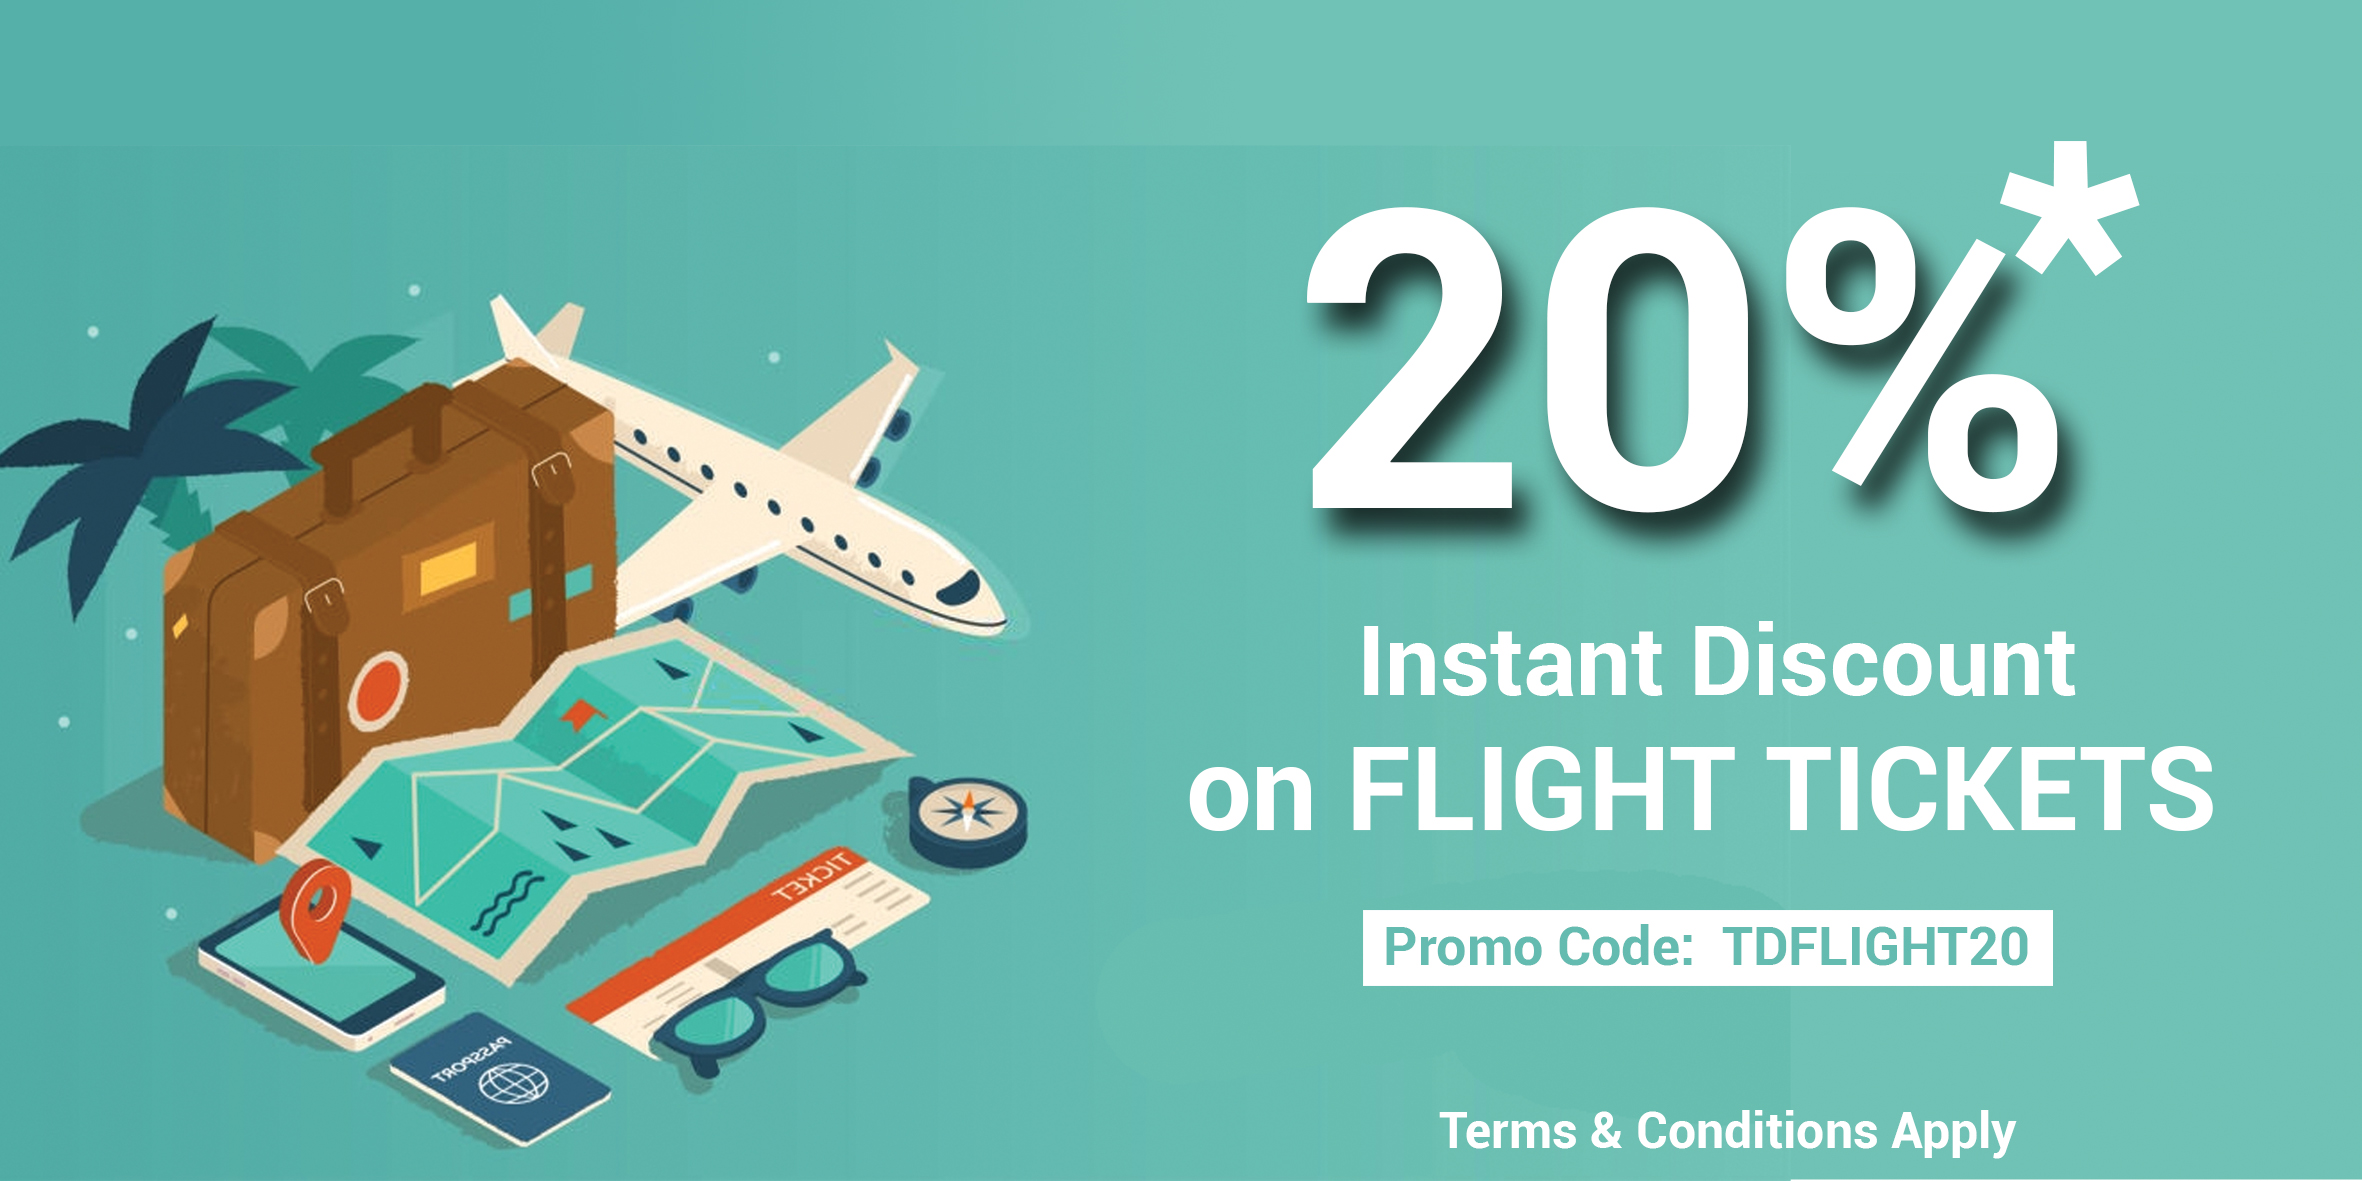 20%*
Instant Discount
on FLIGHT TICKETS
Promo Code: TDFLIGHT20
Terms & Conditions Apply
TICKET
PASSPORT